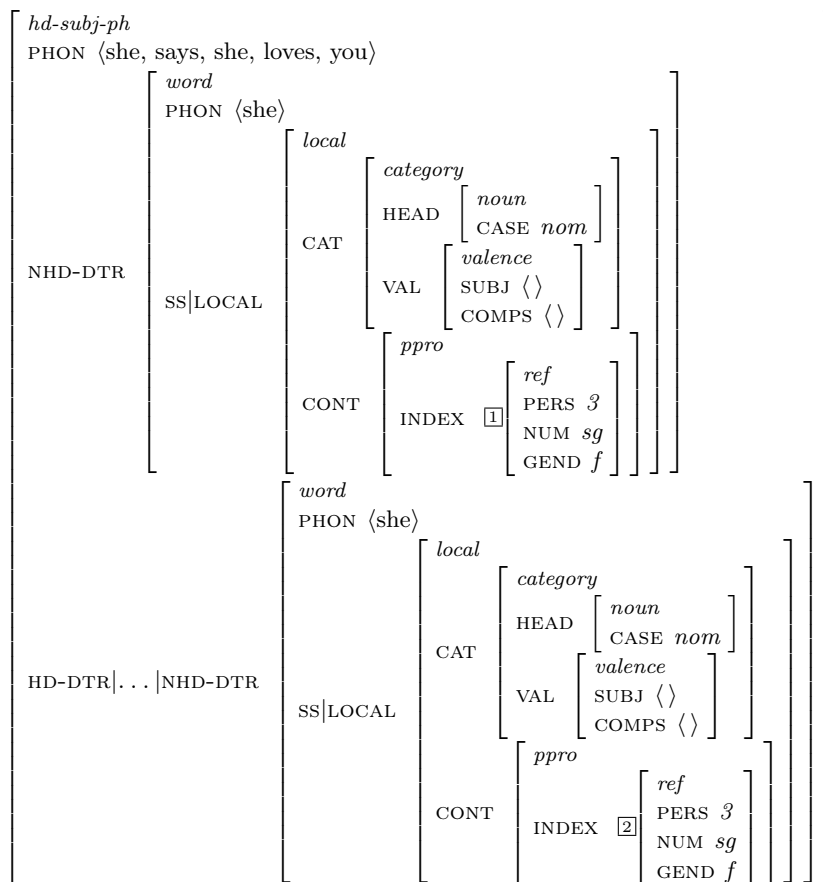 hd-subj-ph
PHON ⟨she, says, she, loves, you⟩
word
PHON ⟨she⟩
local
category
HEAD noun
CASE nom
CAT
valence
VAL SUBJ ⟨ ⟩
COMPS ⟨ ⟩
NHD-DTR
SS|LOCAL
ppro
ref
PERS 3
CONT INDEX 1
NUM sg
GEND f
word
PHON ⟨she⟩
local
category
HEAD noun
CASE nom
CAT
valence
VAL SUBJ ⟨ ⟩
COMPS ⟨ ⟩
HD-DTR|...|NHD-DTR
SS|LOCAL
ppro
ref
PERS 3
CONT INDEX 2
NUM sg
GEND f